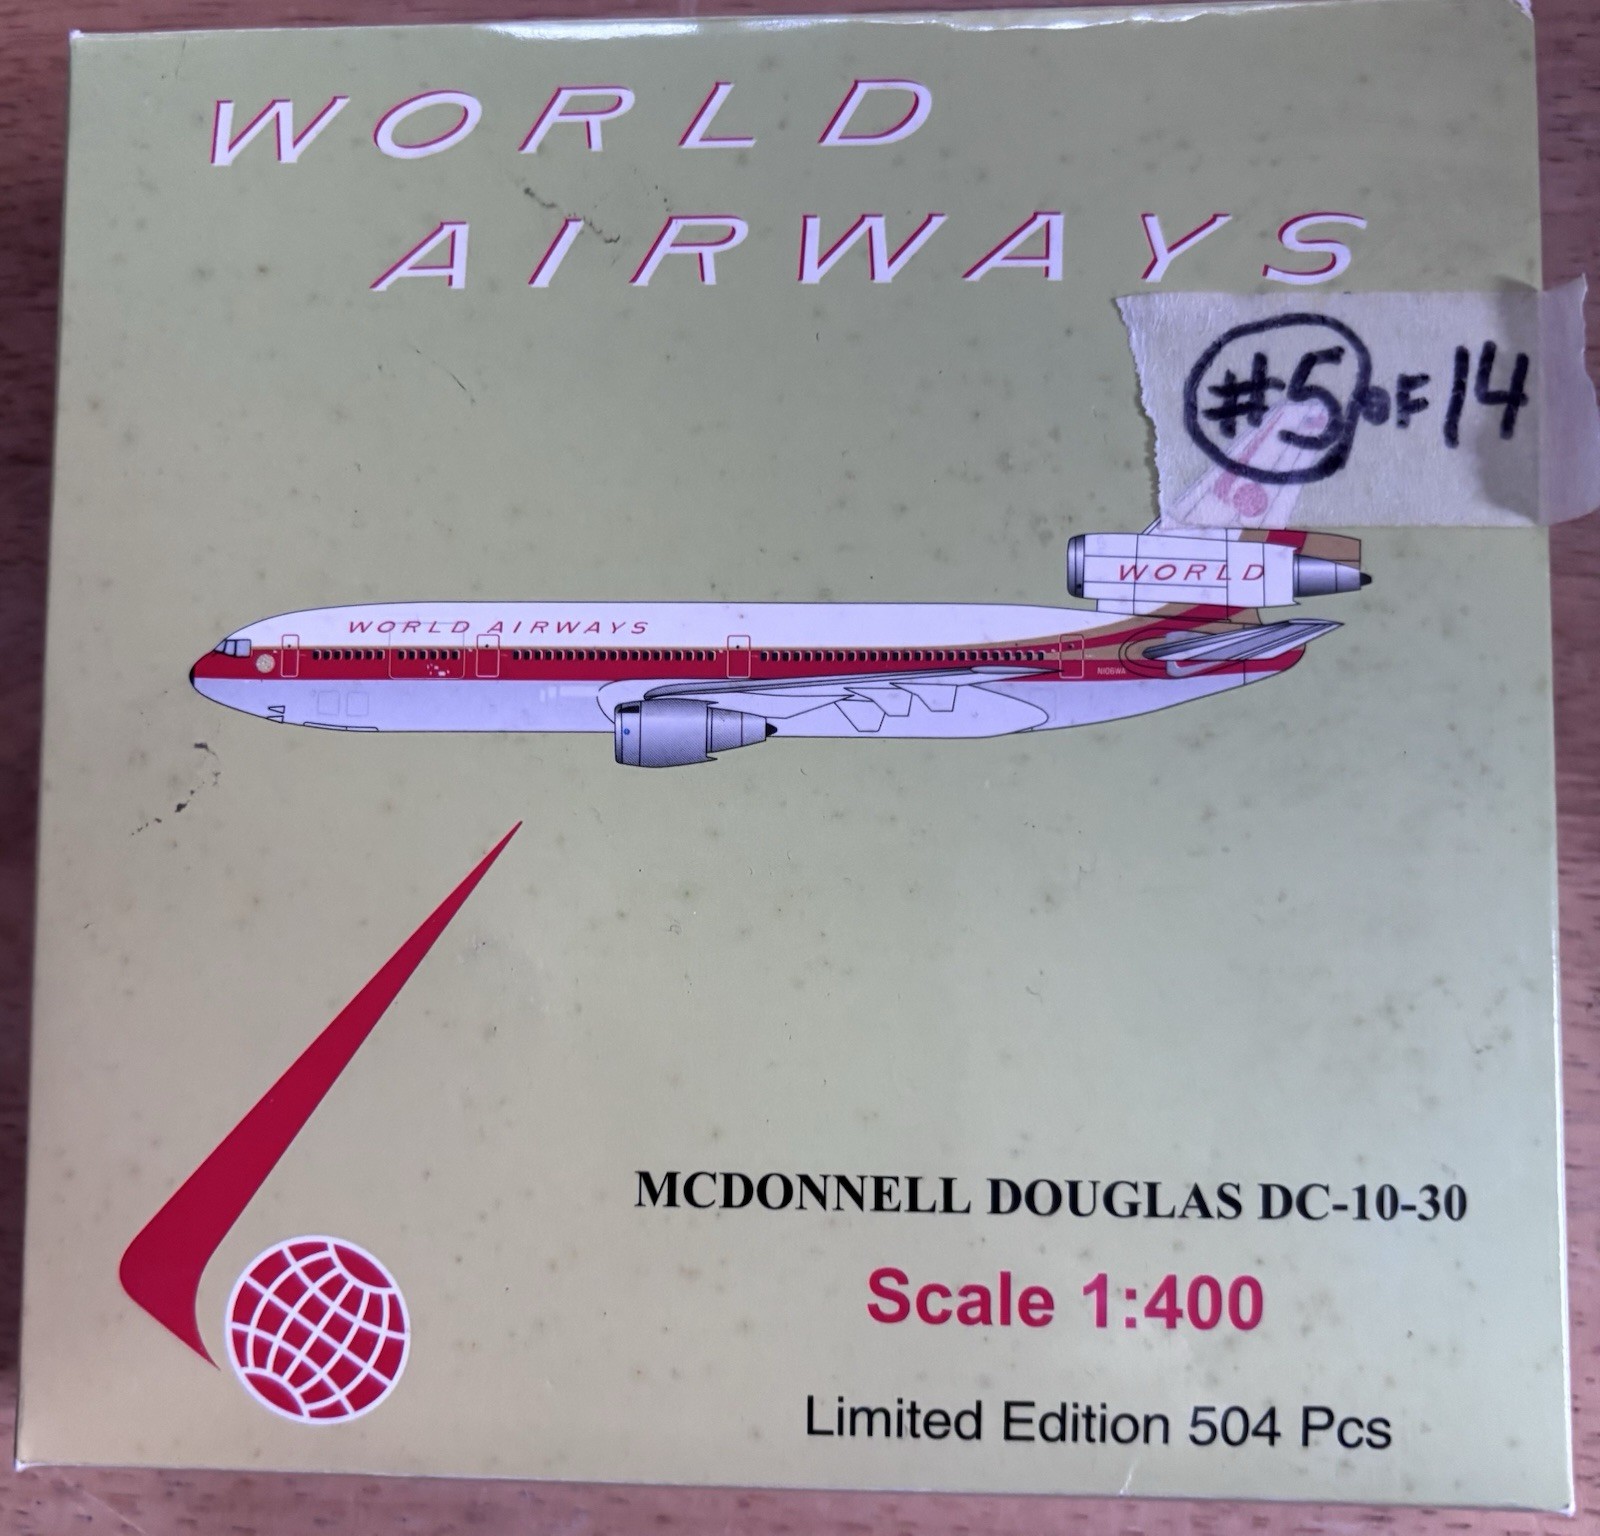 WORLD
AIRWAYS
#5 OF 14
WORLD
WORLD AIRWAYS
N106WA
MCDONNELL DOUGLAS DC-10-30
Scale 1:400
Limited Edition 504 Pcs